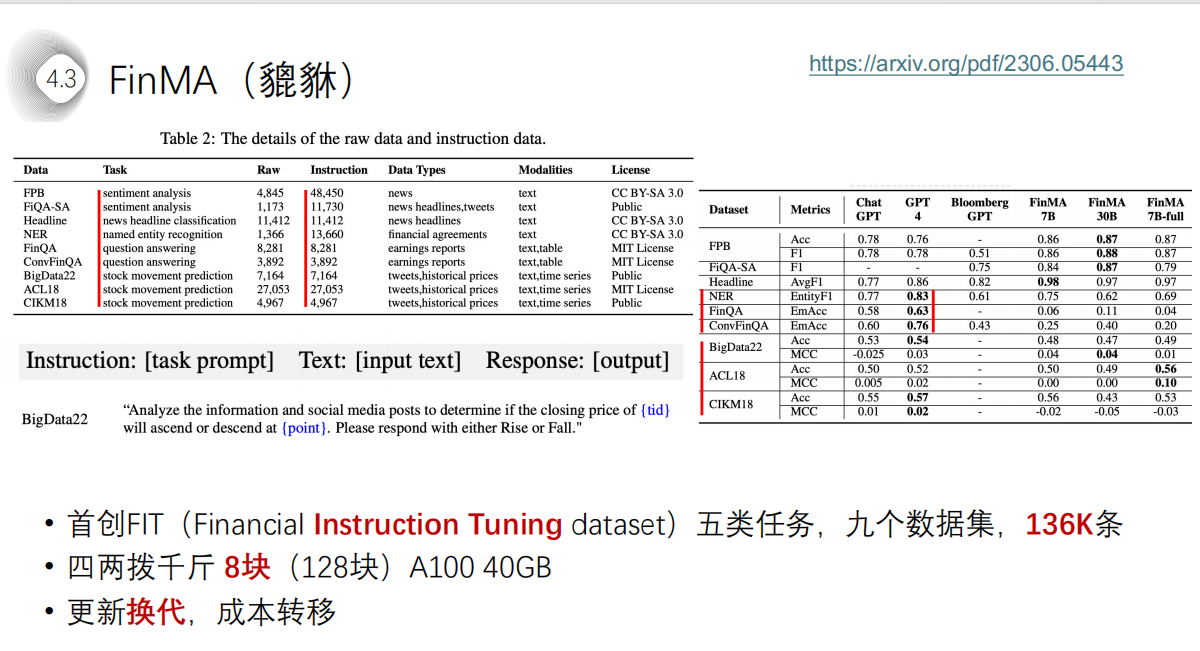 4.3
FinMA（貔貅）
https://arxiv.org/pdf/2306.05443
Table 2: The details of the raw data and instruction data.
Data Task Raw Instruction Data Types Modalities License
FPB sentiment analysis 4,845 48,450 news text CC BY-SA 3.0
FiQA-SA sentiment analysis 1,173 11,730 news headlines,tweets text Public
Headline news headline classification 11,412 11,412 news headlines text CC BY-SA 3.0
NER named entity recognition 1,366 13,660 financial agreements text CC BY-SA 3.0
FinQA question answering 8,281 8,281 earnings reports text,table MIT License
ConvFinQA question answering 3,892 3,892 earnings reports text,table MIT License
BigData22 stock movement prediction 7,164 7,164 tweets,historical prices text,time series Public
ACL18 stock movement prediction 27,053 27,053 tweets,historical prices text,time series MIT License
CIKM18 stock movement prediction 4,967 4,967 tweets,historical prices text,time series Public
Instruction: [task prompt] Text: [input text] Response: [output]
BigData22
“Analyze the information and social media posts to determine if the closing price of {tid}
will ascend or descend at {point}. Please respond with either Rise or Fall."
Dataset Metrics Chat GPT GPT 4 Bloomberg GPT FinMA 7B FinMA 30B FinMA 7B-full
FPB Acc 0.78 0.76 - 0.86 0.87 0.87
F1 0.78 0.78 0.51 0.86 0.88 0.87
FiQA-SA F1 - - 0.75 0.84 0.87 0.79
Headline AvgF1 0.77 0.86 0.82 0.98 0.97 0.97
NER EntityF1 0.77 0.83 0.61 0.75 0.62 0.69
FinQA EmAcc 0.58 0.63 - 0.06 0.11 0.04
ConvFinQA EmAcc 0.60 0.76 0.43 0.25 0.40 0.20
BigData22 Acc 0.53 0.54 - 0.48 0.47 0.49
MCC -0.025 0.03 - 0.04 0.04 0.01
ACL18 Acc 0.50 0.52 - 0.50 0.49 0.56
MCC 0.005 0.02 - 0.00 0.00 0.10
CIKM18 Acc 0.55 0.57 - 0.56 0.43 0.53
MCC 0.01 0.02 - -0.02 -0.05 -0.03
• 首创FIT（Financial Instruction Tuning dataset）五类任务，九个数据集，136K条
• 四两拨千斤 8块（128块）A100 40GB
• 更新换代，成本转移